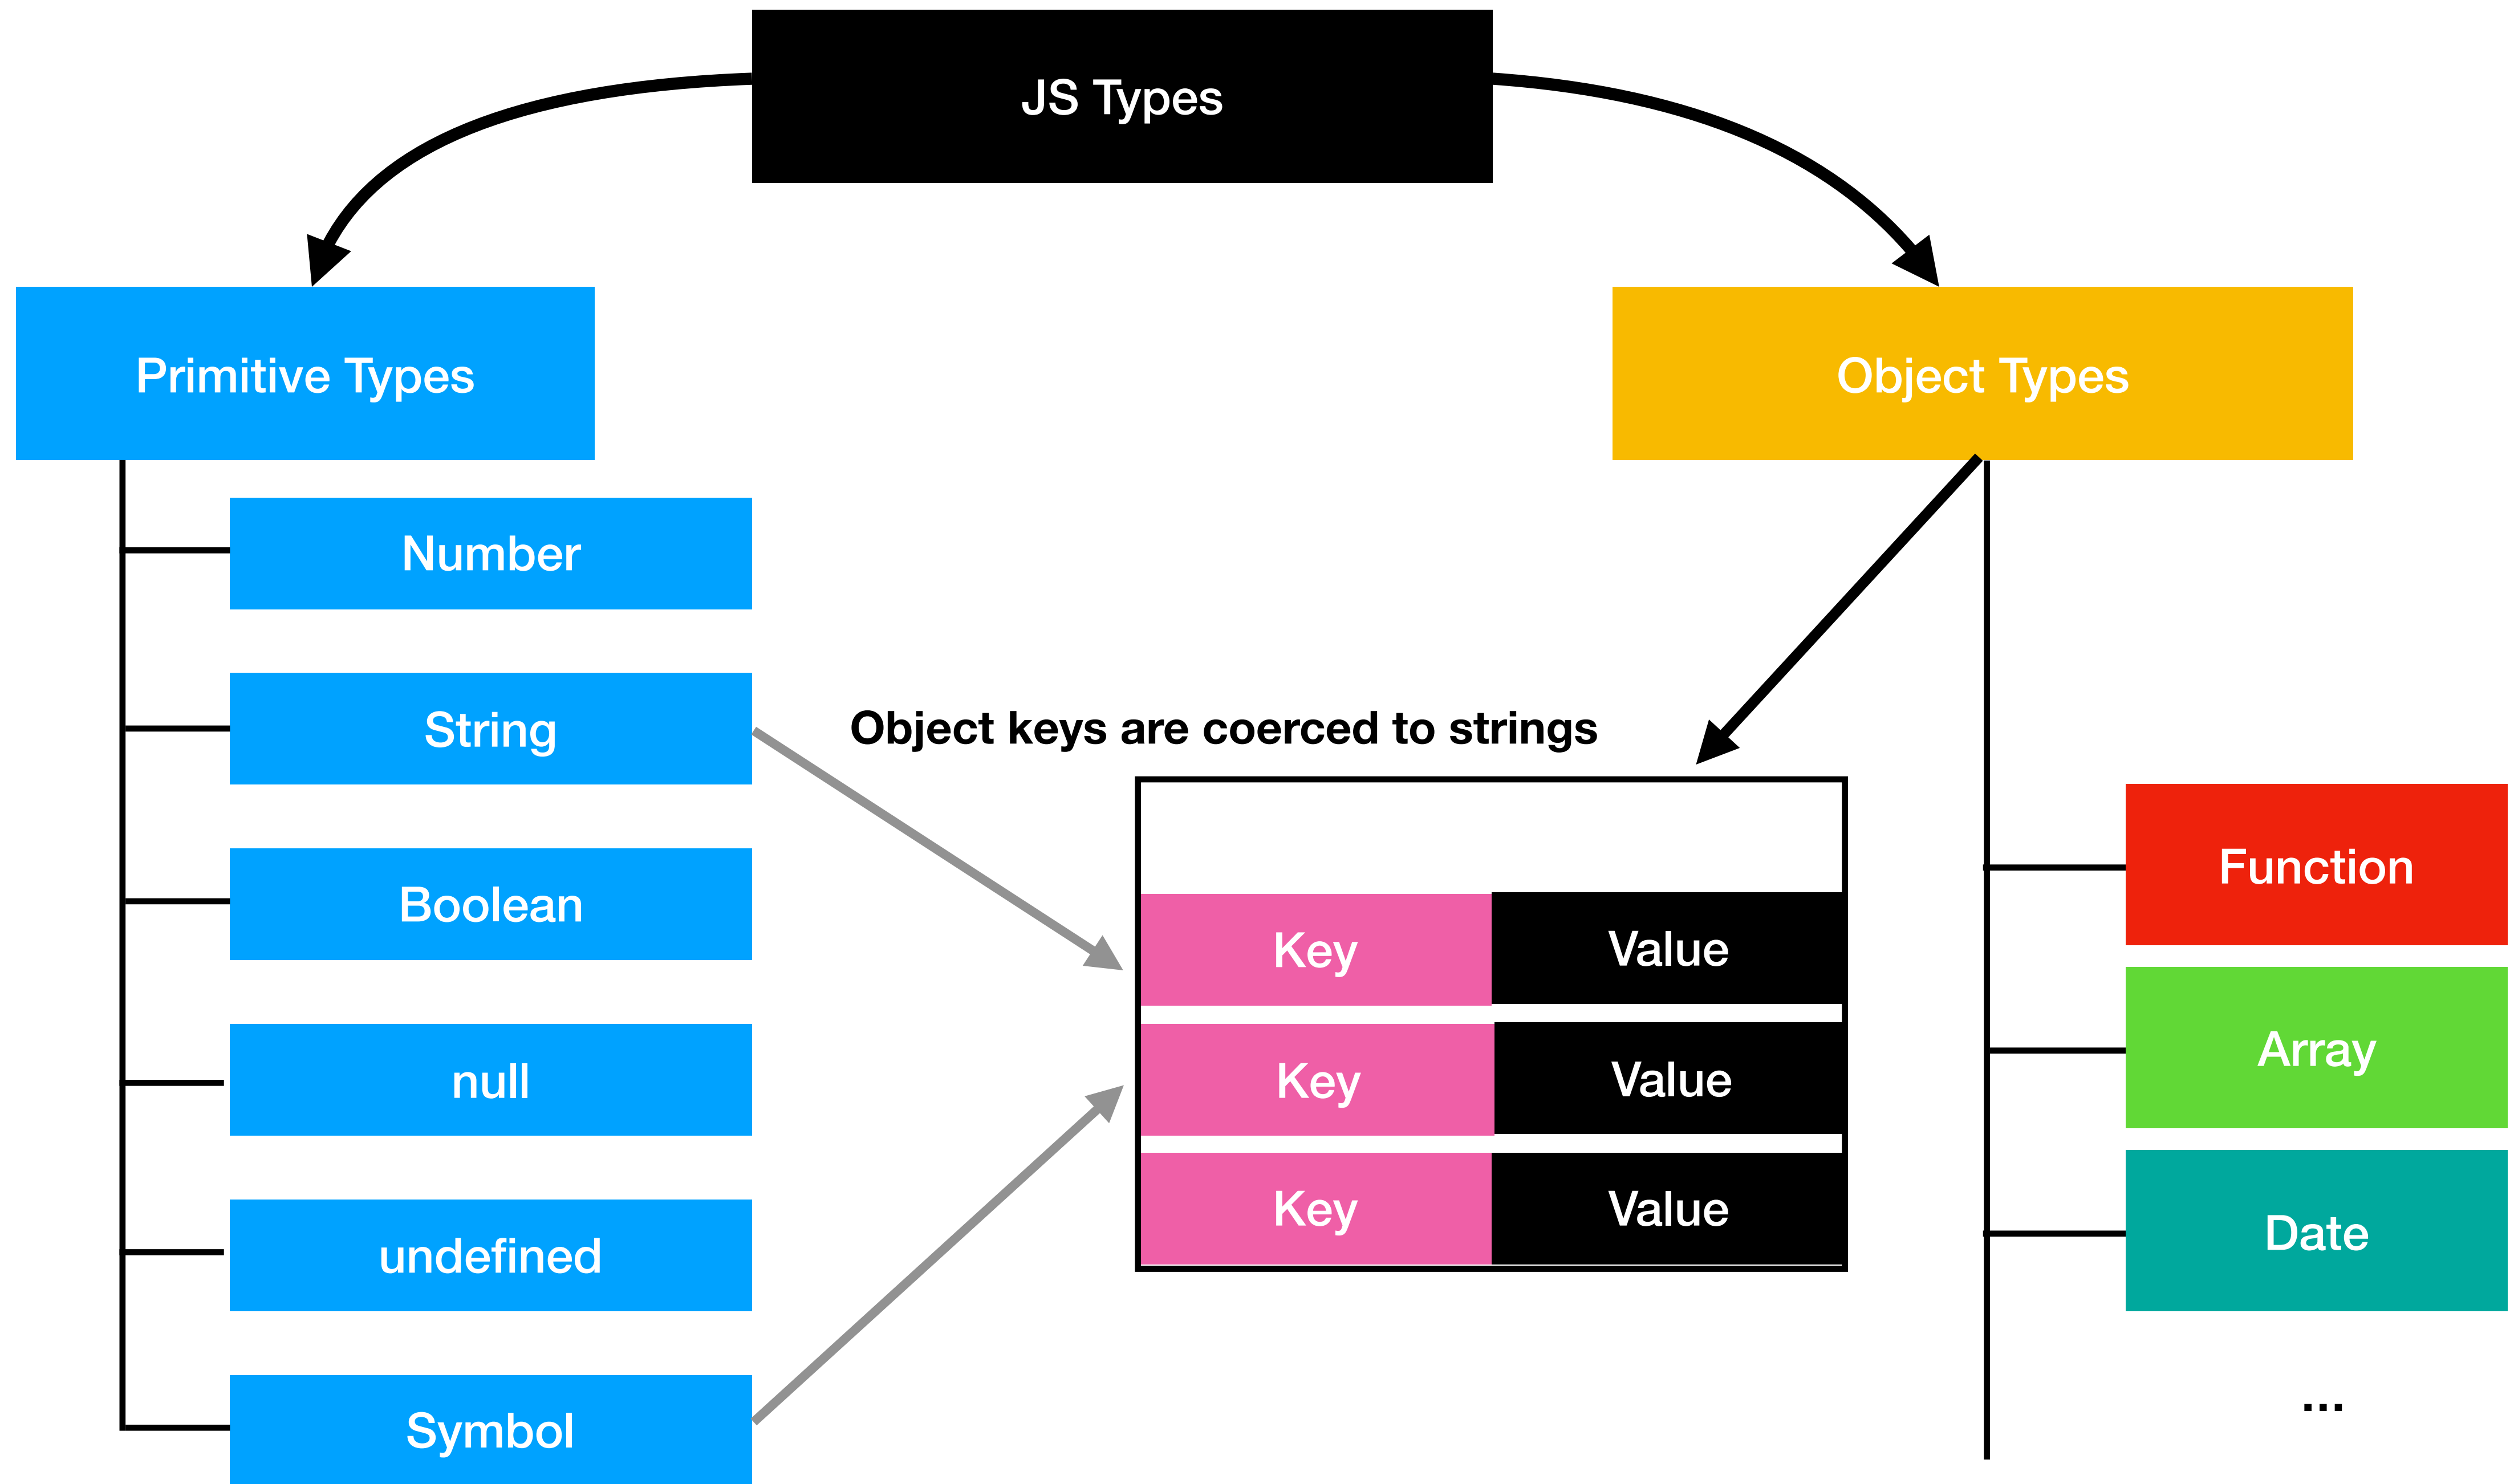 JS Types
Primitive Types
Object Types
Number
String
Boolean
null
undefined
Symbol
Object keys are coerced to strings
Key Value
Key Value
Key Value
Function
Array
Date
...